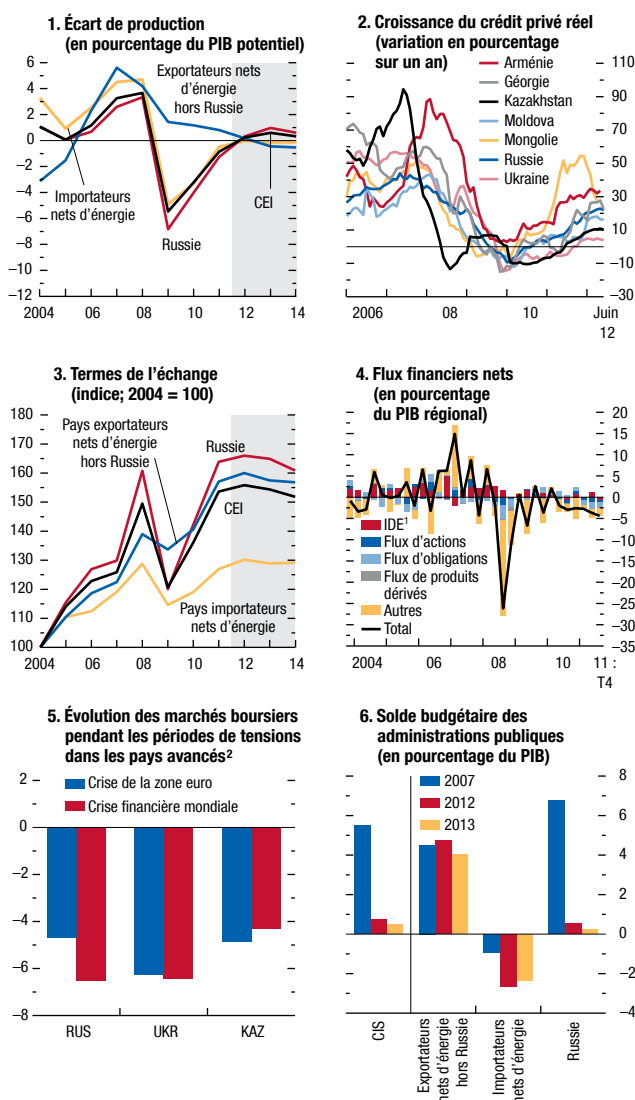 1. Écart de production
(en pourcentage du PIB potentiel)
6
4
2
0
–2
–4
–6
–8
–10
–12
Exportateurs nets
d'énergie
hors Russie
Importateurs
nets d'énergie
Russie
CEI
2004 06 08 10 12 14
2. Croissance du crédit privé réel
(variation en pourcentage
sur un an)
Arménie
Géorgie
Kazakhstan
Moldova
Mongolie
Russie
Ukraine
110
90
70
50
30
10
–10
–30
2006 08 10 Juin
12
3. Termes de l'échange
(indice; 2004 = 100)
180
170
160
150
140
130
120
110
100
Pays exportateurs
nets d'énergie
hors Russie
Russie
CEI
Pays importateurs
nets d'énergie
2004 06 08 10 12 14
4. Flux financiers nets
(en pourcentage
du PIB régional)
IDE¹
Flux d'actions
Flux d'obligations
Flux de produits
dérivés
Autres
Total
20
15
10
5
0
–5
–10
–15
–20
–25
–30
–35
2004 06 08 10 11 :
T4
5. Évolution des marchés boursiers
pendant les périodes de tensions
dans les pays avancés²
Crise de la zone euro
Crise financière mondiale
2
0
–2
–4
–6
–8
RUS UKR KAZ
6. Solde budgétaire des
administrations publiques
(en pourcentage du PIB)
2007
2012
2013
8
6
4
2
0
–2
–4
CIS
Exportateurs
nets d'énergie
hors Russie
Importateurs
nets d'énergie
Russie